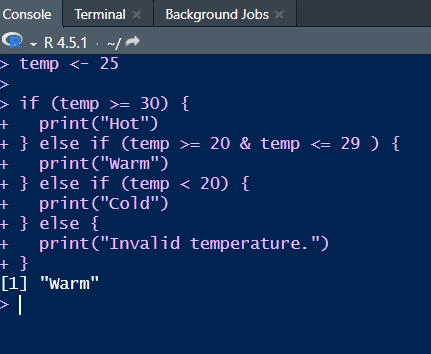 Console Terminal Background Jobs
R 4.5.1 · ~/
> temp <- 25
>
> if (temp >= 30) {
+   print("Hot")
+ } else if (temp >= 20 & temp <= 29 ) {
+   print("Warm")
+ } else if (temp < 20) {
+   print("Cold")
+ } else {
+   print("Invalid temperature.")
+ }
[1] "Warm"
>